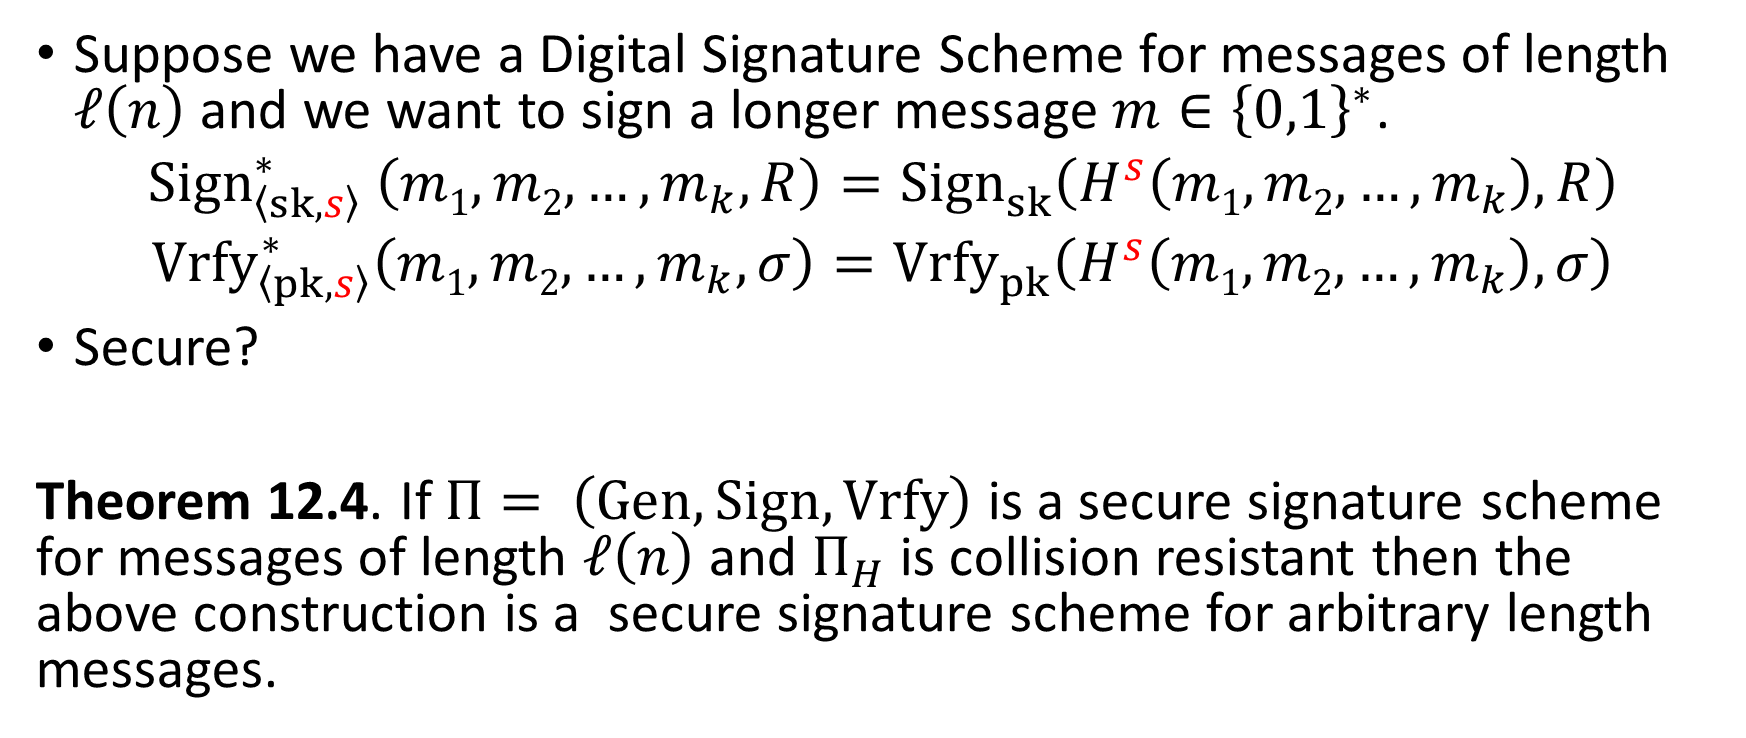 • Suppose we have a Digital Signature Scheme for messages of length
ℓ(n) and we want to sign a longer message m ∈ {0,1}*.
Sign*⟨sk,s⟩ (m₁, m₂, … , mₖ, R) = Signsk(Hˢ(m₁, m₂, … , mₖ), R)
Vrfy*⟨pk,s⟩(m₁, m₂, … , mₖ, σ) = Vrfypk(Hˢ(m₁, m₂, … , mₖ), σ)
• Secure?
Theorem 12.4. If Π = (Gen, Sign, Vrfy) is a secure signature scheme
for messages of length ℓ(n) and Π_H is collision resistant then the
above construction is a secure signature scheme for arbitrary length
messages.